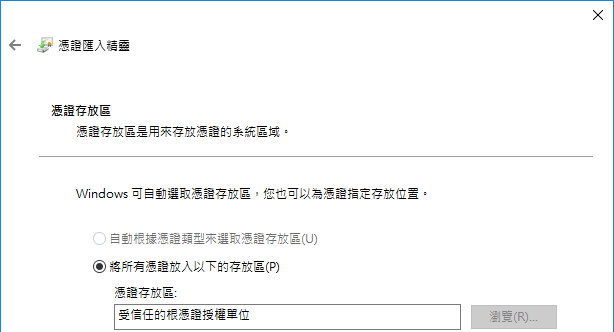 憑證匯入精靈
憑證存放區
憑證存放區是用來存放憑證的系統區域。
Windows 可自動選取憑證存放區，您也可以為憑證指定存放位置。
自動根據憑證類型來選取憑證存放區(U)
將所有憑證放入以下的存放區(P)
憑證存放區:
受信任的根憑證授權單位
瀏覽(R)...